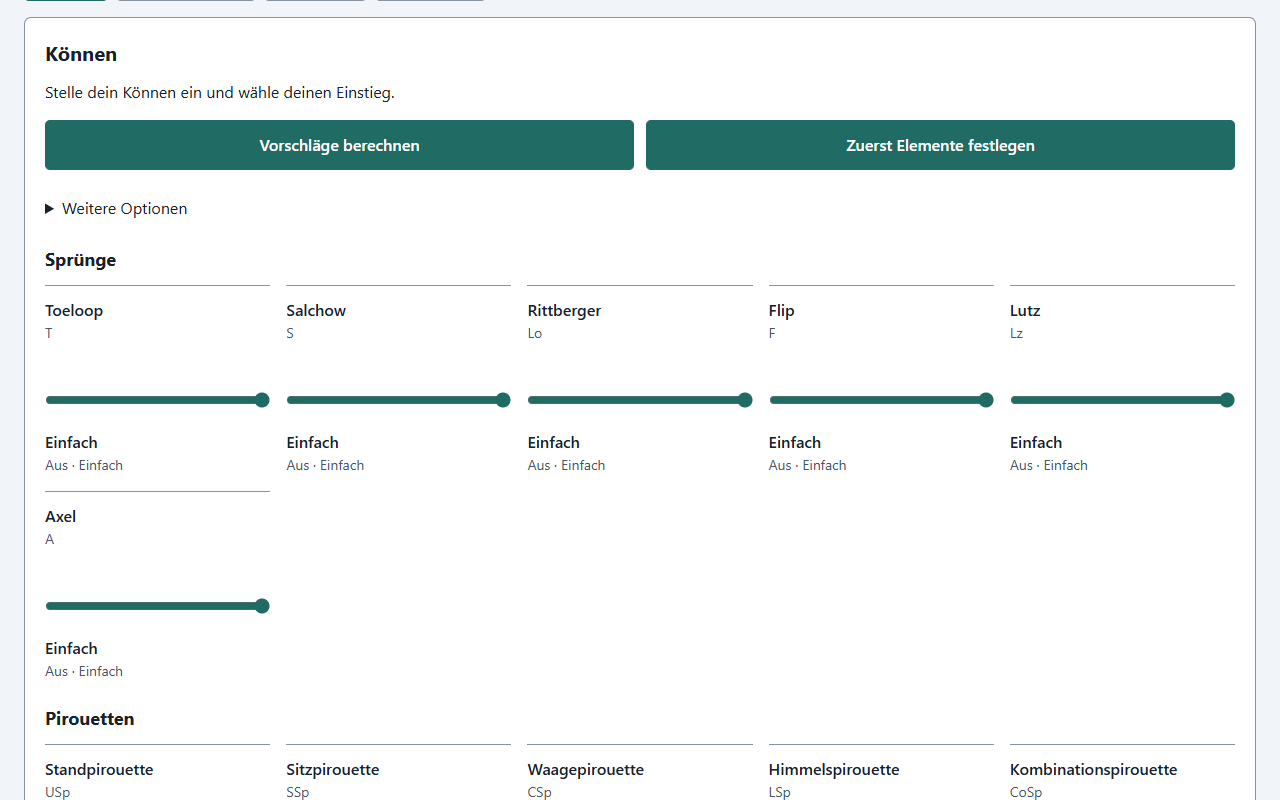 Können
Stelle dein Können ein und wähle deinen Einstieg.
Vorschläge berechnen
Zuerst Elemente festlegen
Weitere Optionen
Sprünge
Toeloop
T
Einfach
Aus · Einfach
Salchow
S
Einfach
Aus · Einfach
Rittberger
Lo
Einfach
Aus · Einfach
Flip
F
Einfach
Aus · Einfach
Lutz
Lz
Einfach
Aus · Einfach
Axel
A
Einfach
Aus · Einfach
Pirouetten
Standpirouette
USp
Sitzpirouette
SSp
Waagepirouette
CSp
Himmelspirouette
LSp
Kombinationspirouette
CoSp